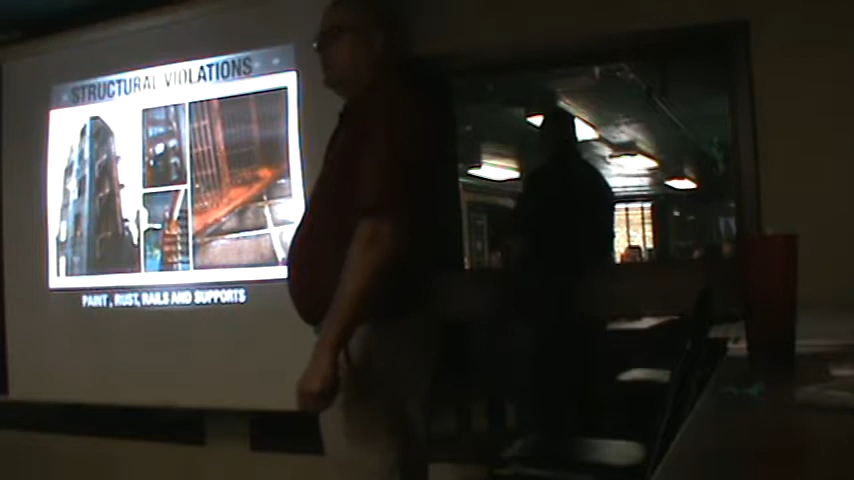 STRUCTURAL VIOLATIONS
PAINT , RUST, RAILS AND SUPPORTS